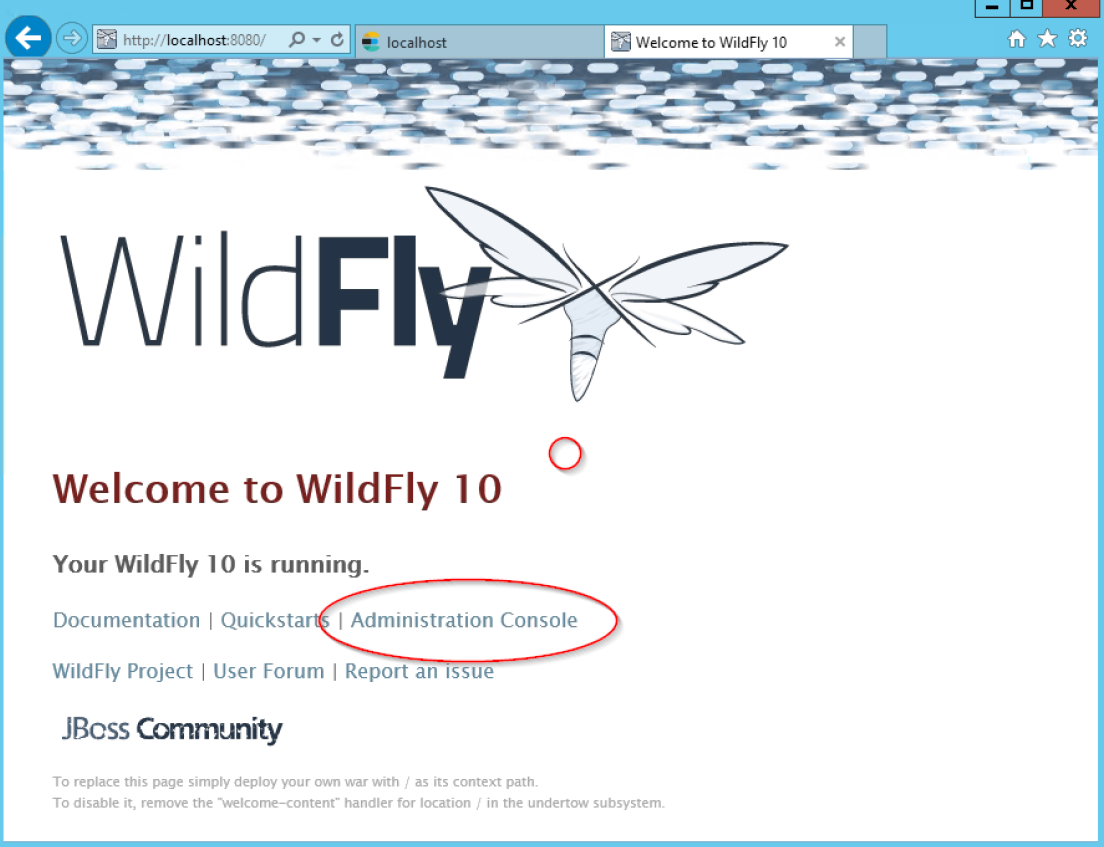 http://localhost:8080/
localhost
Welcome to WildFly 10
WildFly
Welcome to WildFly 10
Your WildFly 10 is running.
Documentation | Quickstarts | Administration Console
WildFly Project | User Forum | Report an issue
JBoss Community
To replace this page simply deploy your own war with / as its context path.
To disable it, remove the "welcome-content" handler for location / in the undertow subsystem.